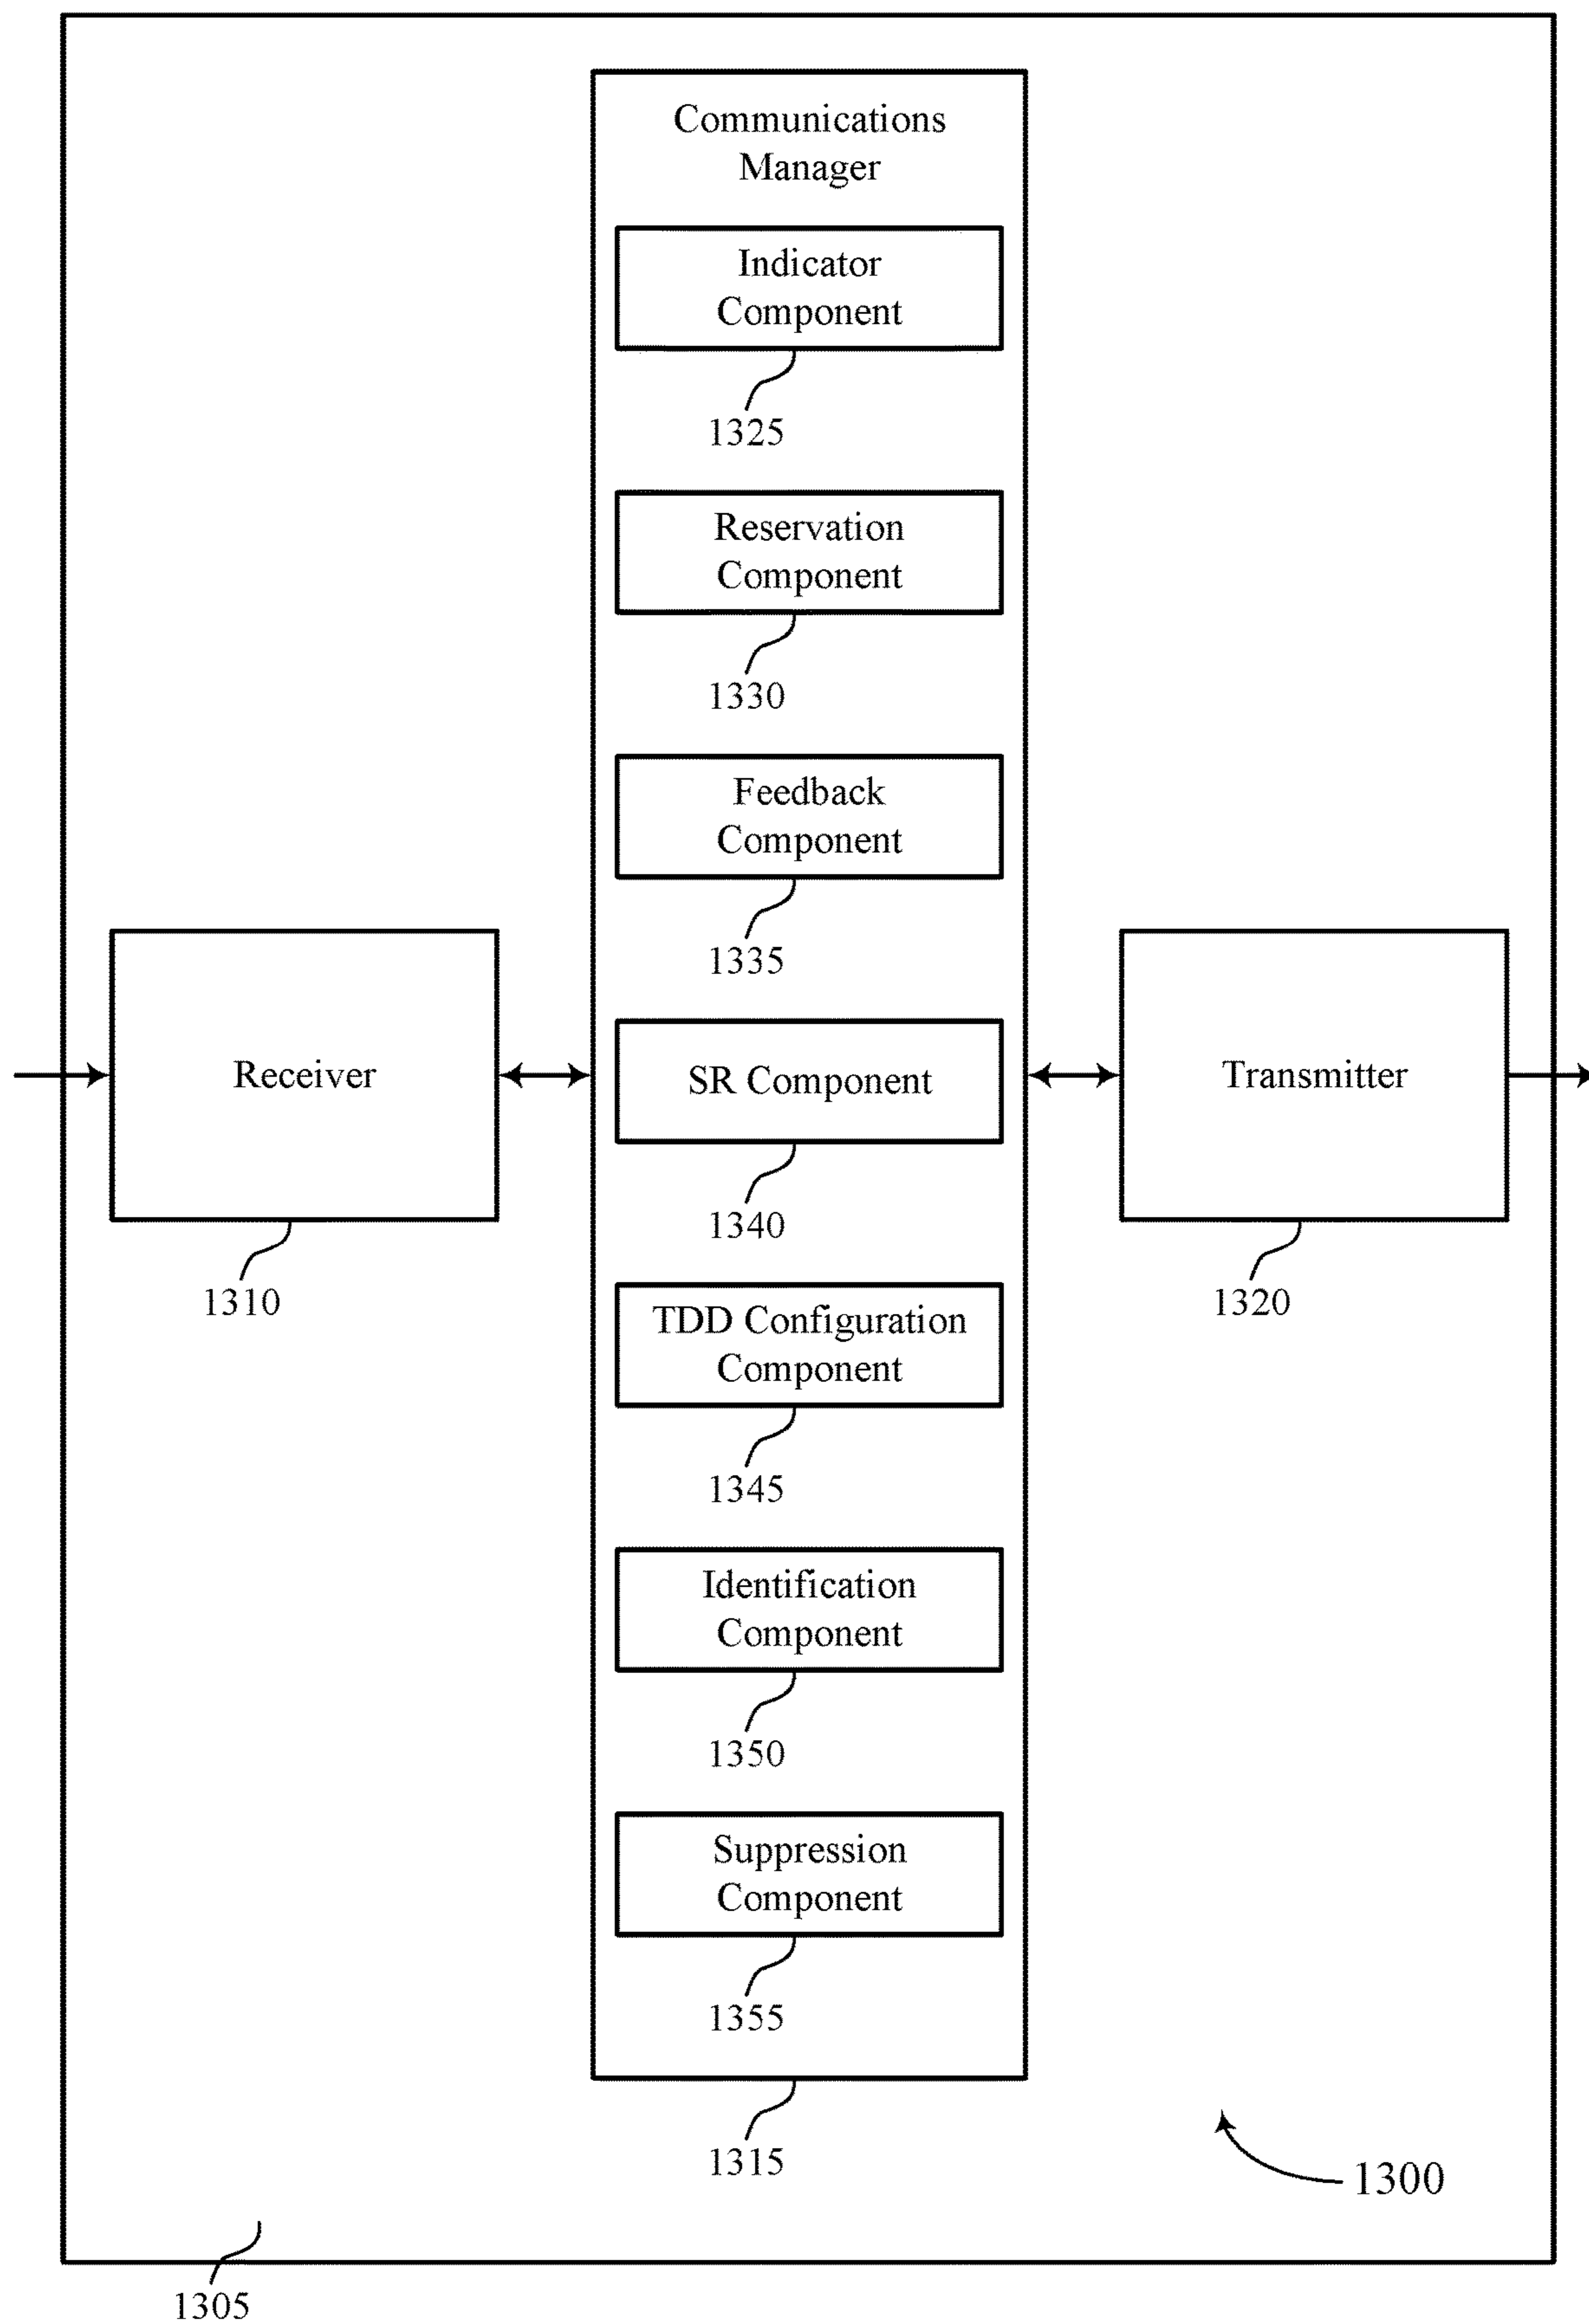 Communications
Manager
Indicator
Component
1325
Reservation
Component
1330
Feedback
Component
1335
Receiver
1310
SR Component
1340
Transmitter
1320
TDD Configuration
Component
1345
Identification
Component
1350
Suppression
Component
1355
1315
1300
1305